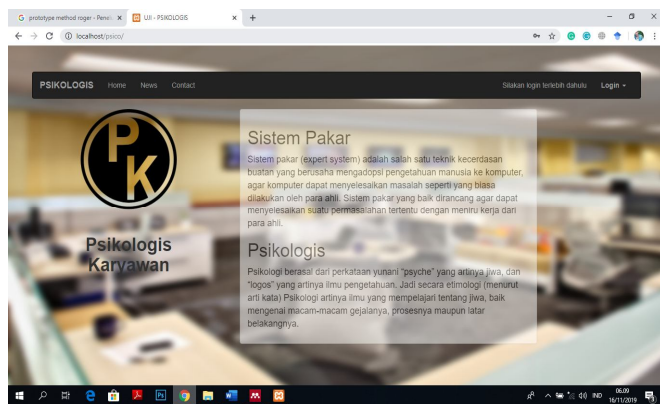 prototype method roger - Penel
UJI - PSIKOLOGIS
localhost/psico/
PSIKOLOGIS Home News Contact Silakan login terlebih dahulu Login
PK
Psikologis
Karyawan
Sistem Pakar
Sistem pakar (expert system) adalah salah satu teknik kecerdasan
buatan yang berusaha mengadopsi pengetahuan manusia ke komputer,
agar komputer dapat menyelesaikan masalah seperti yang biasa
dilakukan oleh para ahli. Sistem pakar yang baik dirancang agar dapat
menyelesaikan suatu permasalahan tertentu dengan meniru kerja dari
para ahli.
Psikologis
Psikologi berasal dari perkataan yunani "psyche" yang artinya jiwa, dan
"logos" yang artinya ilmu pengetahuan. Jadi secara etimologi (menurut
arti kata) Psikologi artinya ilmu yang mempelajari tentang jiwa, baik
mengenai macam-macam gejalanya, prosesnya maupun latar
belakangnya.
IND
06.09
16/11/2019